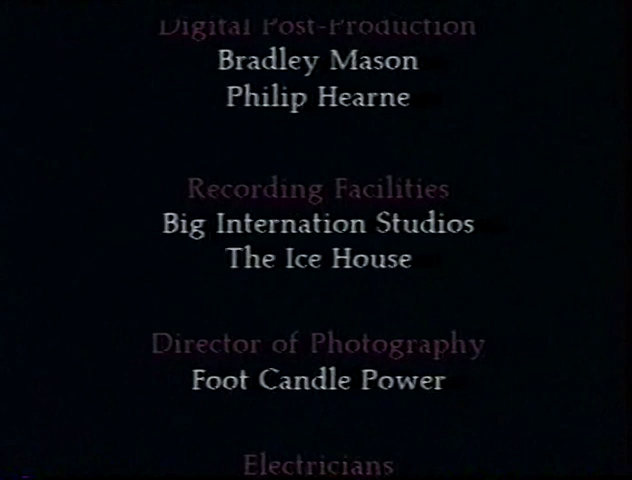 Digital Post-Production
Bradley Mason
Philip Hearne
Recording Facilities
Big Internation Studios
The Ice House
Director of Photography
Foot Candle Power
Electricians